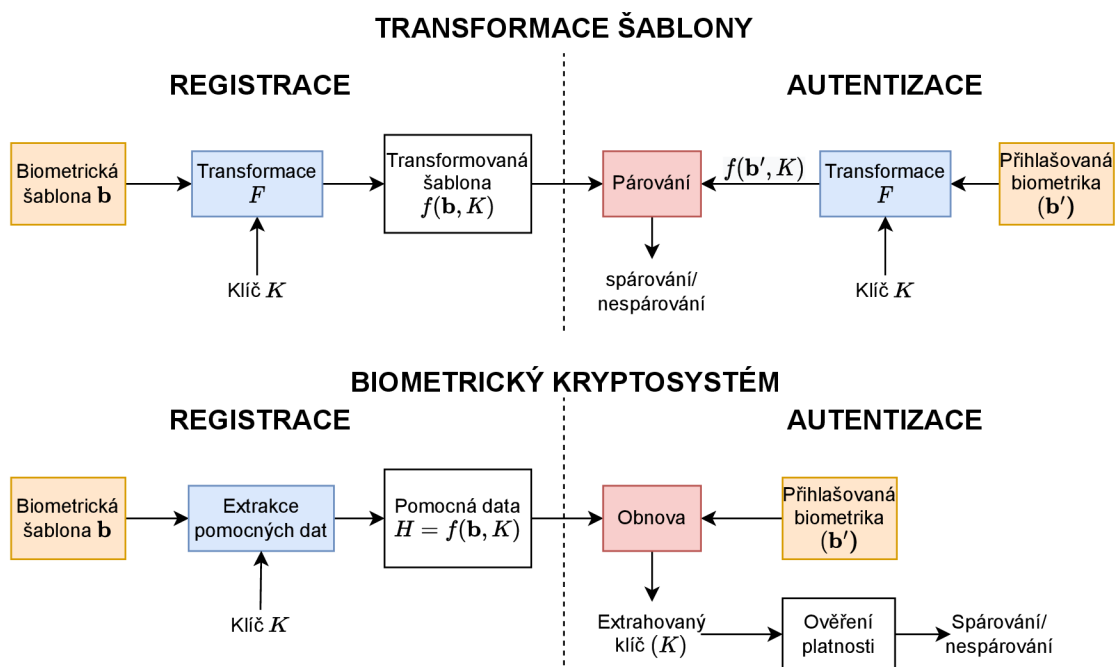 TRANSFORMACE ŠABLONY
REGISTRACE
AUTENTIZACE
Biometrická
šablona b
Transformace
F
Klíč K
Transformovaná
šablona
f(b, K)
Párování
spárování/
nespárování
f(b′, K)
Transformace
F
Klíč K
Přihlašovaná
biometrika
(b′)
BIOMETRICKÝ KRYPTOSYSTÉM
REGISTRACE
AUTENTIZACE
Biometrická
šablona b
Extrakce
pomocných dat
Klíč K
Pomocná data
H = f(b, K)
Obnova
Přihlašovaná
biometrika
(b′)
Extrahovaný
klíč (K)
Ověření
platnosti
Spárování/
nespárování